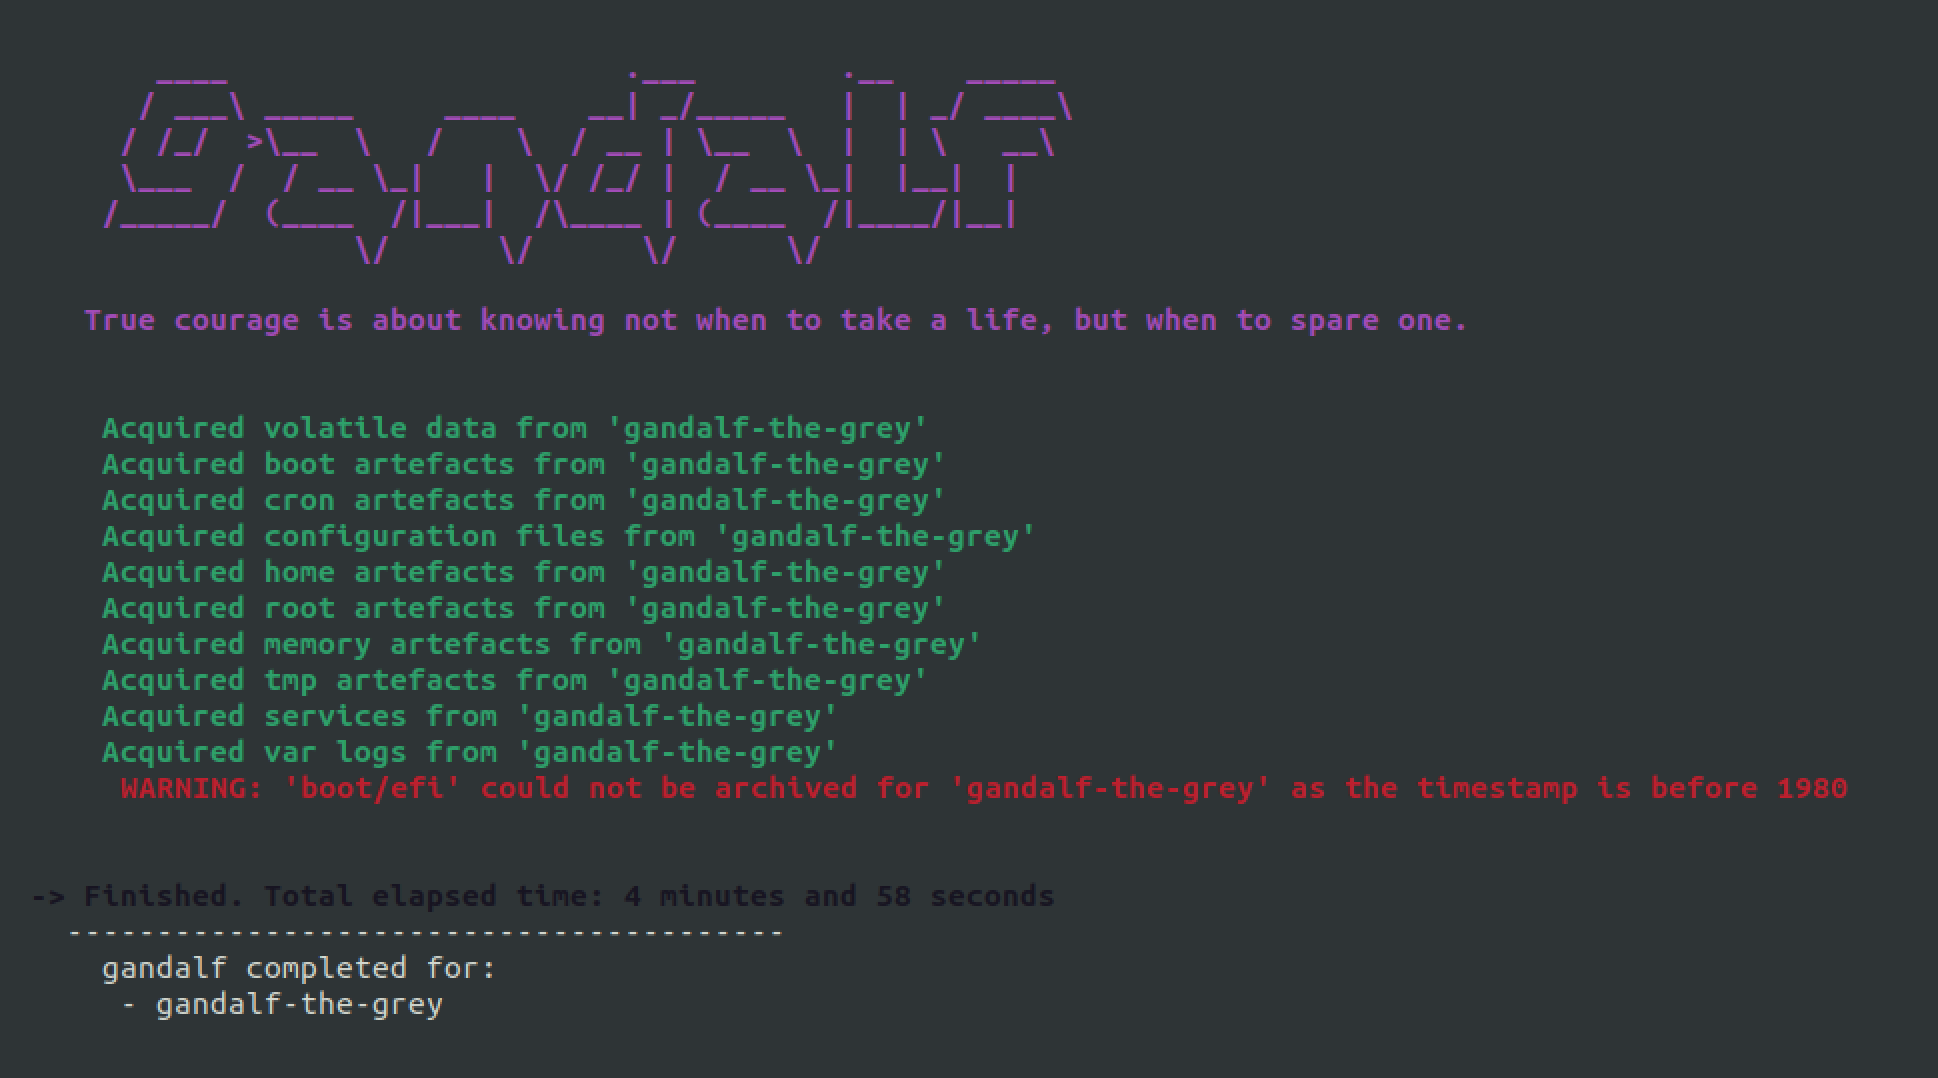 gandalf
True courage is about knowing not when to take a life, but when to spare one.
Acquired volatile data from 'gandalf-the-grey'
Acquired boot artefacts from 'gandalf-the-grey'
Acquired cron artefacts from 'gandalf-the-grey'
Acquired configuration files from 'gandalf-the-grey'
Acquired home artefacts from 'gandalf-the-grey'
Acquired root artefacts from 'gandalf-the-grey'
Acquired memory artefacts from 'gandalf-the-grey'
Acquired tmp artefacts from 'gandalf-the-grey'
Acquired services from 'gandalf-the-grey'
Acquired var logs from 'gandalf-the-grey'
WARNING: 'boot/efi' could not be archived for 'gandalf-the-grey' as the timestamp is before 1980
-> Finished. Total elapsed time: 4 minutes and 58 seconds
----------------------------------------
gandalf completed for:
- gandalf-the-grey